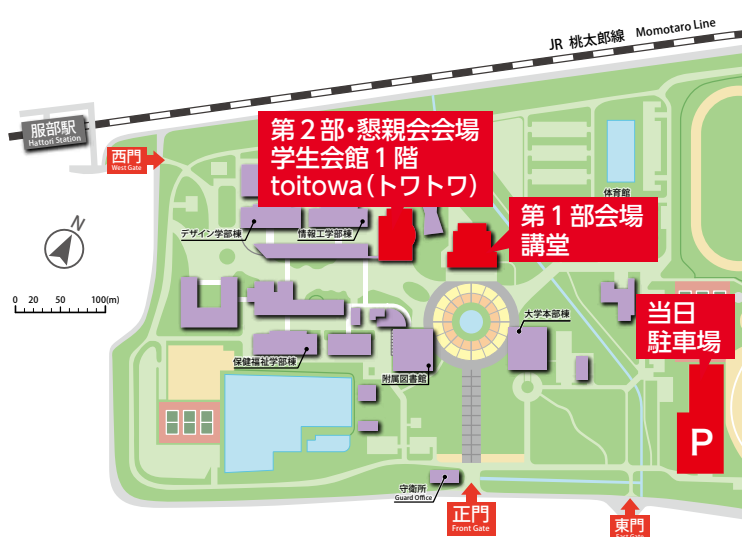 JR 桃太郎線 Momotaro Line
服部駅
Hattori Station
西門
West Gate
第2部・懇親会会場
学生会館1階
toitowa(トワトワ)
体育館
第1部会場
講堂
デザイン学部棟
情報工学部棟
N
0 20 50 100(m)
当日
駐車場
大学本部棟
保健福祉学部棟
附属図書館
P
守衛所
Guard Office
正門
Front Gate
東門
East Gate